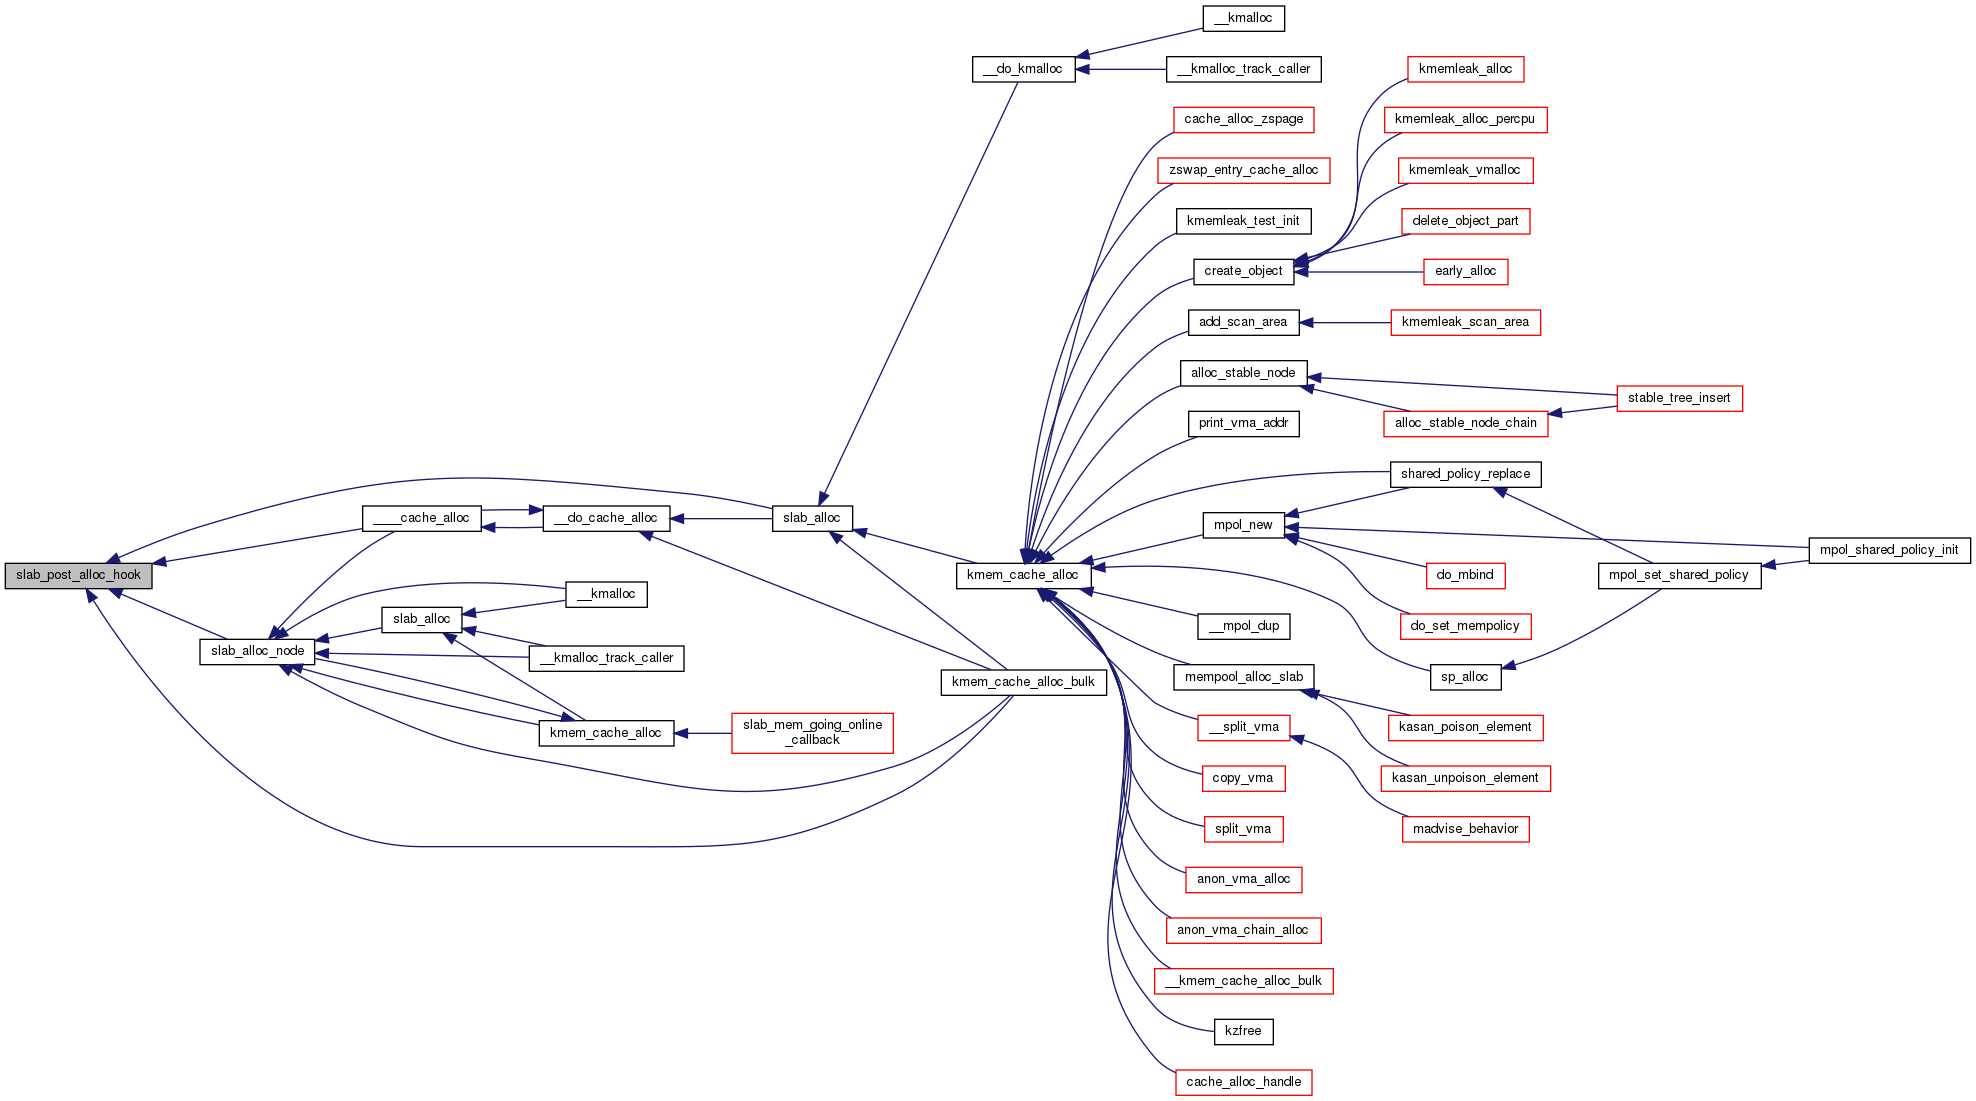 __kmalloc
__do_kmalloc
__kmalloc_track_caller
kmemleak_alloc
cache_alloc_zspage
kmemleak_alloc_percpu
zswap_entry_cache_alloc
kmemleak_vmalloc
kmemleak_test_init
delete_object_part
create_object
early_alloc
add_scan_area
kmemleak_scan_area
alloc_stable_node
stable_tree_insert
print_vma_addr
alloc_stable_node_chain
shared_policy_replace
____cache_alloc
__do_cache_alloc
slab_alloc
mpol_new
mpol_shared_policy_init
slab_post_alloc_hook
kmem_cache_alloc
do_mbind
mpol_set_shared_policy
__kmalloc
slab_alloc
__mpol_dup
do_set_mempolicy
slab_alloc_node
__kmalloc_track_caller
kmem_cache_alloc_bulk
mempool_alloc_slab
sp_alloc
kmem_cache_alloc
slab_mem_going_online
_callback
__split_vma
kasan_poison_element
copy_vma
kasan_unpoison_element
split_vma
madvise_behavior
anon_vma_alloc
anon_vma_chain_alloc
__kmem_cache_alloc_bulk
kzfree
cache_alloc_handle